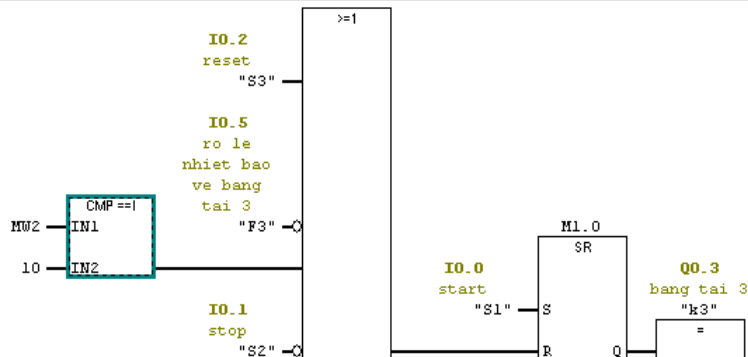 >=1
I0.2
reset
"S3"
I0.5
ro le
nhiet bao
ve bang
tai 3
"F3"
CMP ==I
MW2
IN1
10
IN2
I0.1
stop
"S2"
M1.0
SR
I0.0
start
"S1"
S
R
Q
Q0.3
bang tai 3
"k3"
=